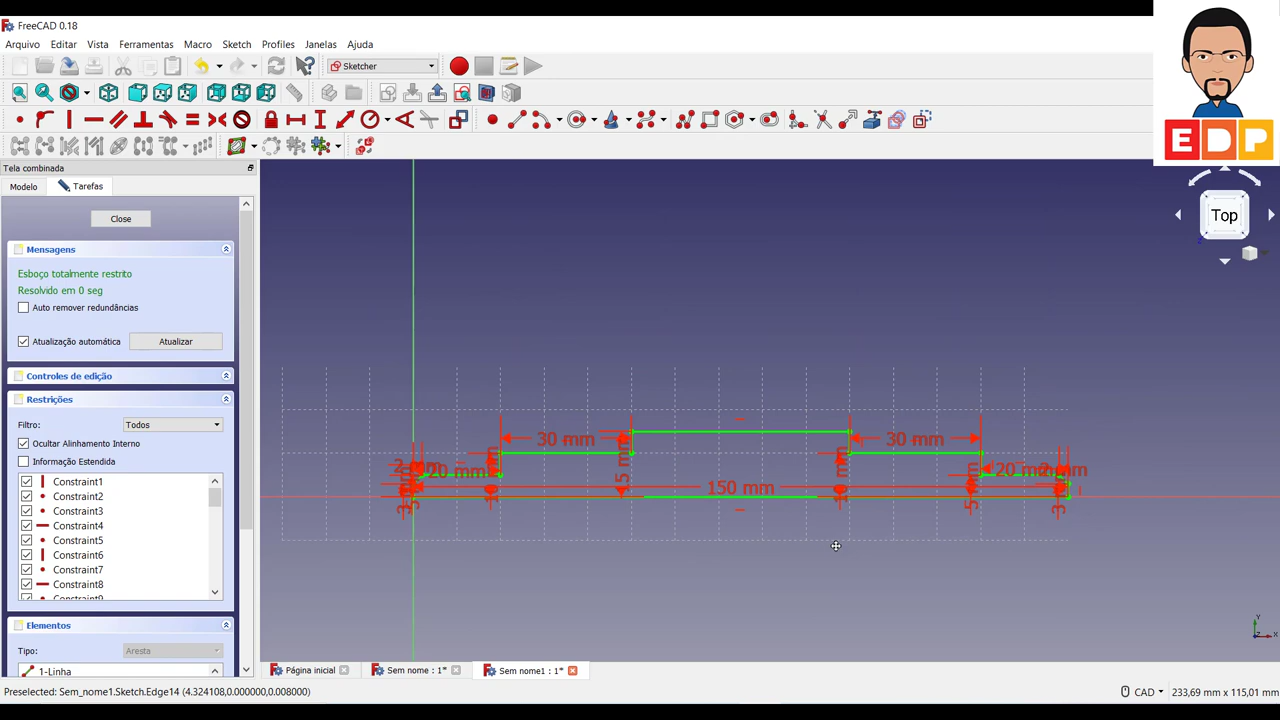 FreeCAD 0.18
Arquivo Editar Vista Ferramentas Macro Sketch Profiles Janelas Ajuda
Sketcher
EDP
Tela combinada
Modelo Tarefas
Close
Top
Mensagens
Esboço totalmente restrito
Resolvido em 0 seg
Auto remover redundâncias
Atualização automática Atualizar
Controles de edição
Restrições
Filtro: Todos
Ocultar Alinhamento Interno
Informação Estendida
Constraint1
Constraint2
Constraint3
Constraint4
Constraint5
Constraint6
Constraint7
Constraint8
Constraint9
Elementos
Tipo: Aresta
1-Linha
30 mm 30 mm
20 mm 20 mm
150 mm
Página inicial Sem nome : 1* Sem nome1 : 1*
Preselected: Sem_nome1.Sketch.Edge14 (4.324108,0.000000,0.008000)
CAD 233,69 mm x 115,01 mm